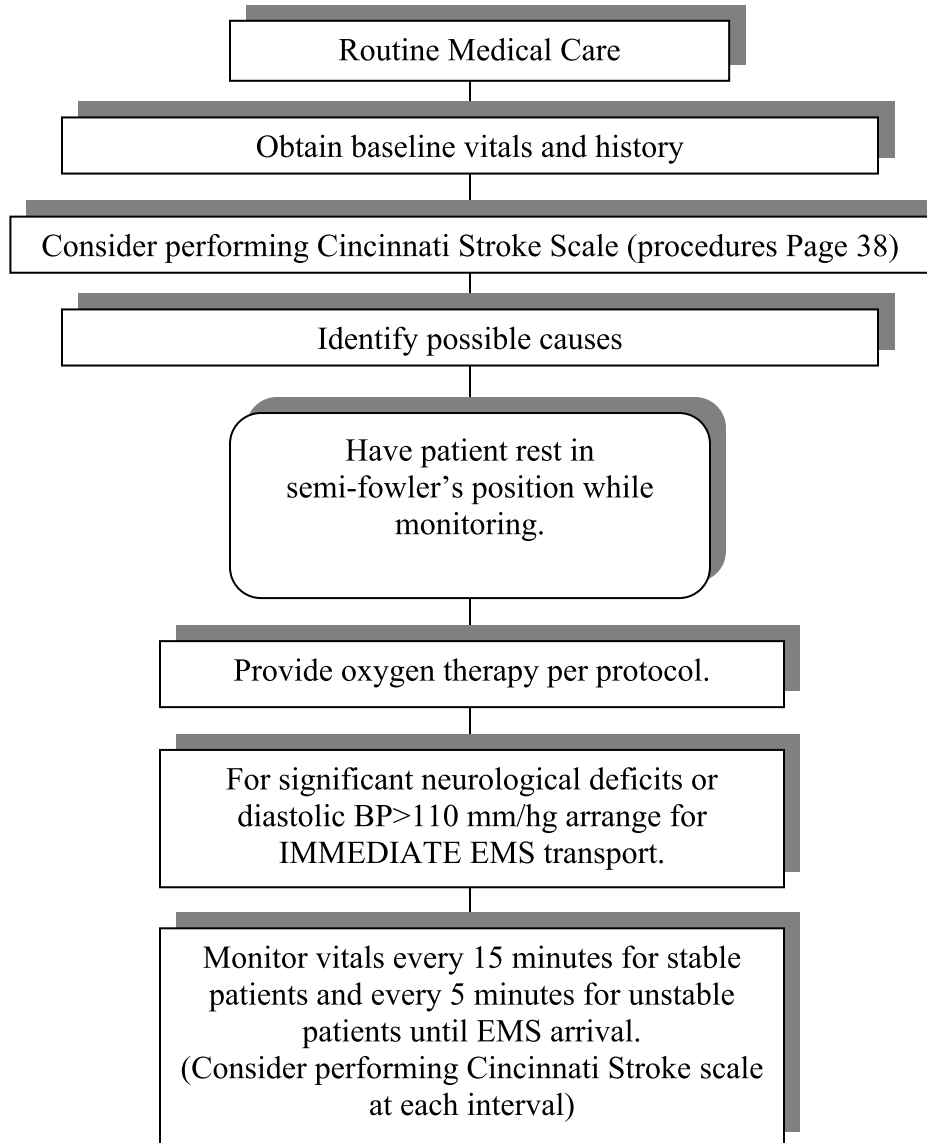 Routine Medical Care
Obtain baseline vitals and history
Consider performing Cincinnati Stroke Scale (procedures Page 38)
Identify possible causes
Have patient rest in
semi-fowler’s position while
monitoring.
Provide oxygen therapy per protocol.
For significant neurological deficits or
diastolic BP>110 mm/hg arrange for
IMMEDIATE EMS transport.
Monitor vitals every 15 minutes for stable
patients and every 5 minutes for unstable
patients until EMS arrival.
(Consider performing Cincinnati Stroke scale
at each interval)